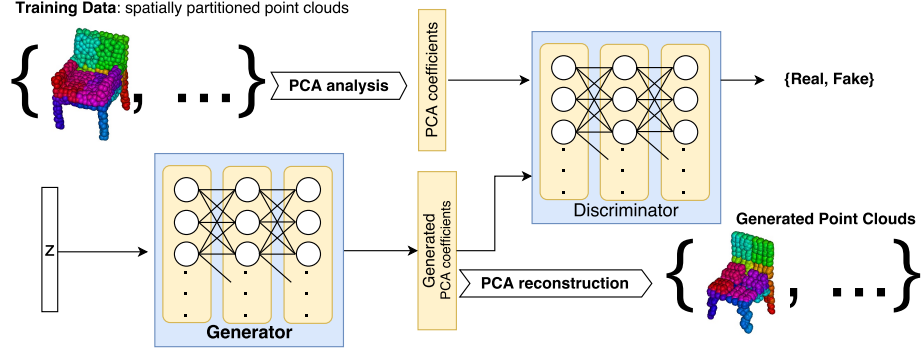 Training Data: spatially partitioned point clouds
{ , ... }
PCA analysis
PCA coefficients
Discriminator
{Real, Fake}
z
Generator
Generated
PCA coefficients
PCA reconstruction
Generated Point Clouds
{ , ... }